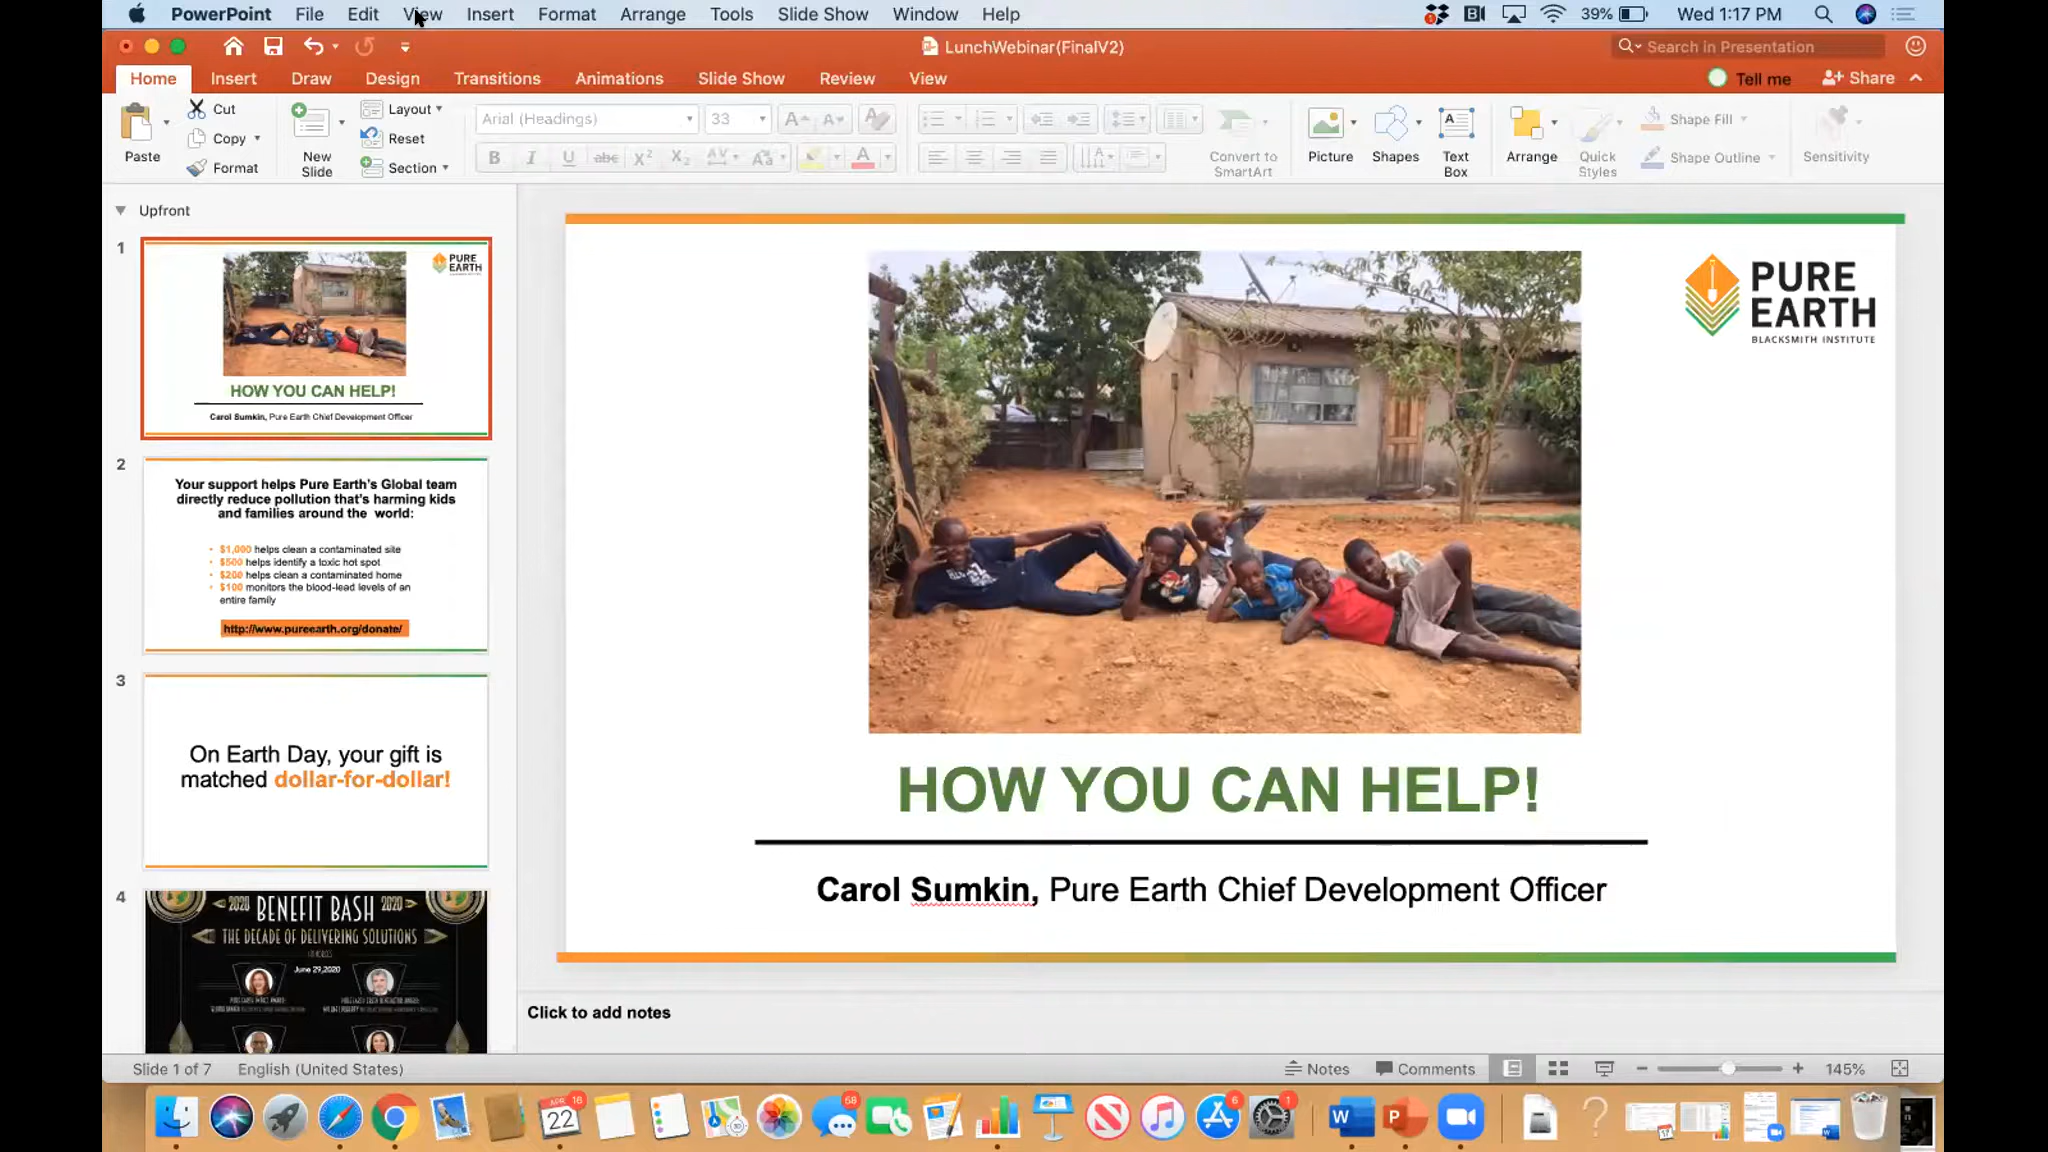 PowerPoint File Edit View Insert Format Arrange Tools Slide Show Window Help 39% Wed 1:17 PM
LunchWebinar(FinalV2) Search in Presentation
Home Insert Draw Design Transitions Animations Slide Show Review View Tell me Share
Paste Cut Copy Format
New Slide Layout Reset Section
Arial (Headings) 33
Convert to SmartArt
Picture Shapes Text Box Arrange Quick Styles Shape Fill Shape Outline Sensitivity
Upfront
1
PURE
EARTH
HOW YOU CAN HELP!
Carol Sumkin, Pure Earth Chief Development Officer
2
Your support helps Pure Earth's Global team
directly reduce pollution that's harming kids
and families around the world:
• $1,000 helps clean a contaminated site
• $500 helps identify a toxic hot spot
• $200 helps clean a contaminated home
• $100 monitors the blood-lead levels of an
entire family
http://www.pureearth.org/donate/
3
On Earth Day, your gift is
matched dollar-for-dollar!
4
2020 BENEFIT BASH 2020
THE DECADE OF DELIVERING SOLUTIONS
June 29,2020
PURE
EARTH
BLACKSMITH INSTITUTE
HOW YOU CAN HELP!
Carol Sumkin, Pure Earth Chief Development Officer
Click to add notes
Slide 1 of 7 English (United States) Notes Comments 145%
APR 16
22
58
6
1